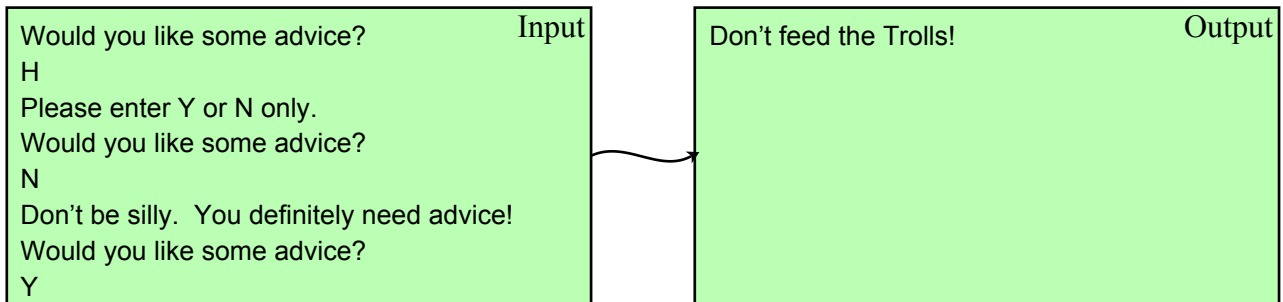 Input
Would you like some advice?
H
Please enter Y or N only.
Would you like some advice?
N
Don’t be silly.  You definitely need advice!
Would you like some advice?
Y
Output
Don’t feed the Trolls!